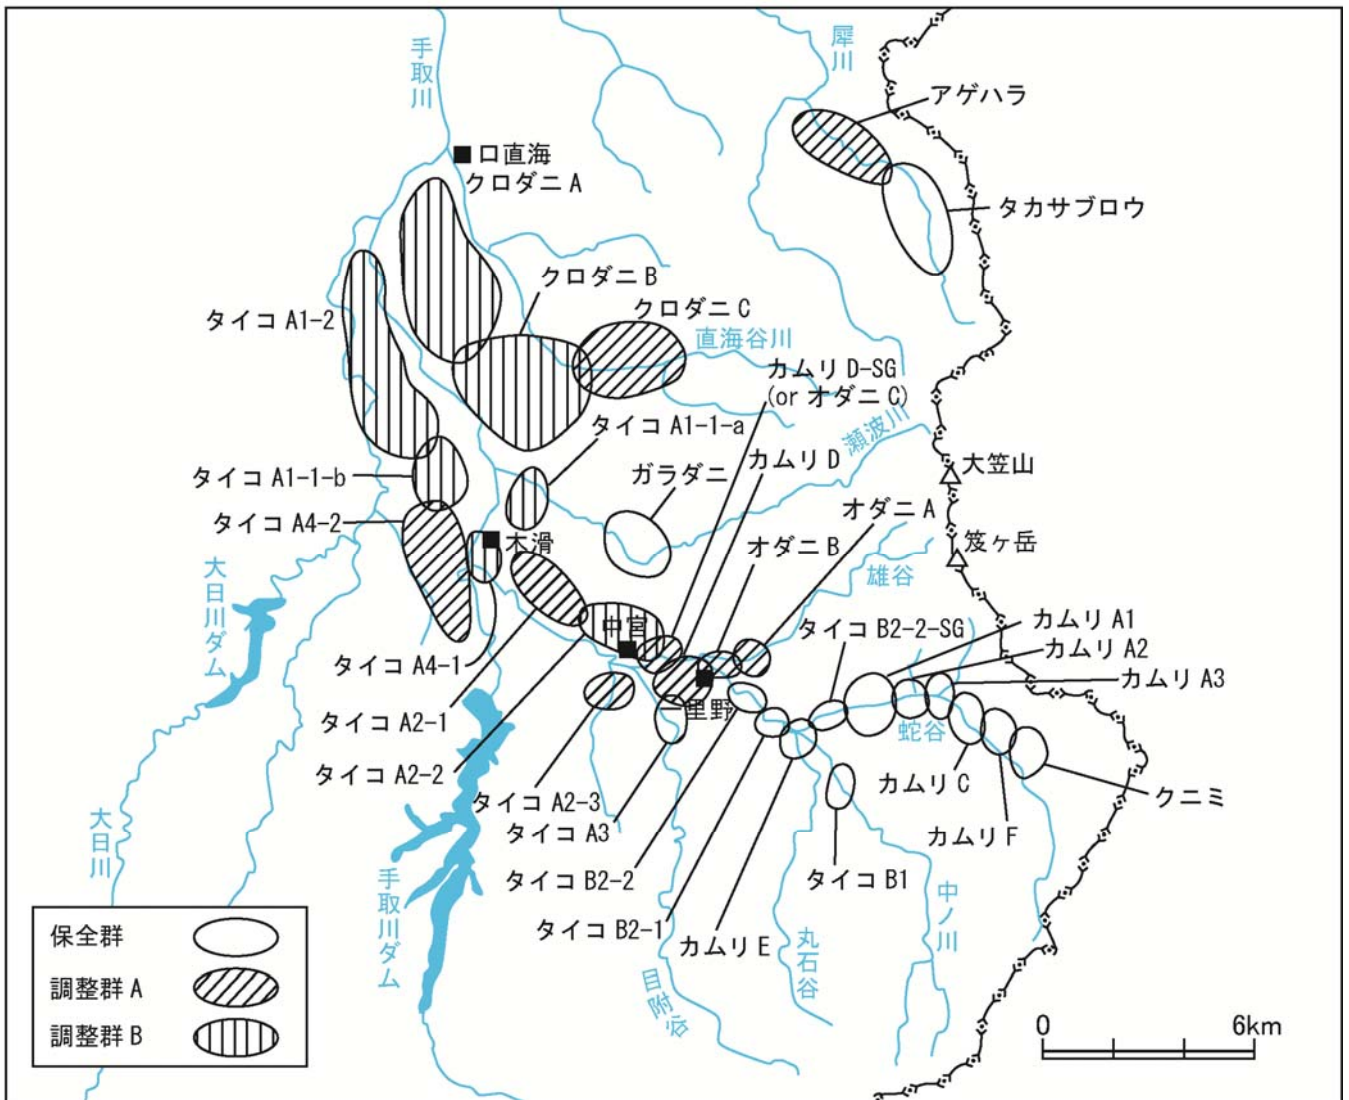 手取川
犀川
アゲハラ
口直海
クロダニ A
タカサブロウ
クロダニ B
クロダニ C
タイコ A1-2
直海谷川
カムリ D-SG
(or オダニ C)
タイコ A1-1-a
瀬波川
カムリ D
ガラダニ
大笠山
タイコ A1-1-b
タイコ A4-2
オダニ A
木滑
オダニ B
笈ヶ岳
大日川ダム
雄谷
カムリ A1
タイコ B2-2-SG
中宮
カムリ A2
タイコ A4-1
カムリ A3
タイコ A2-1
一里野
蛇谷
タイコ A2-2
カムリ C
タイコ A2-3
クニミ
タイコ A3
カムリ F
大日川
タイコ B2-2
タイコ B1
手取川ダム
中ノ川
タイコ B2-1
カムリ E
丸石谷
目附谷
保全群
調整群 A
調整群 B
0 6km